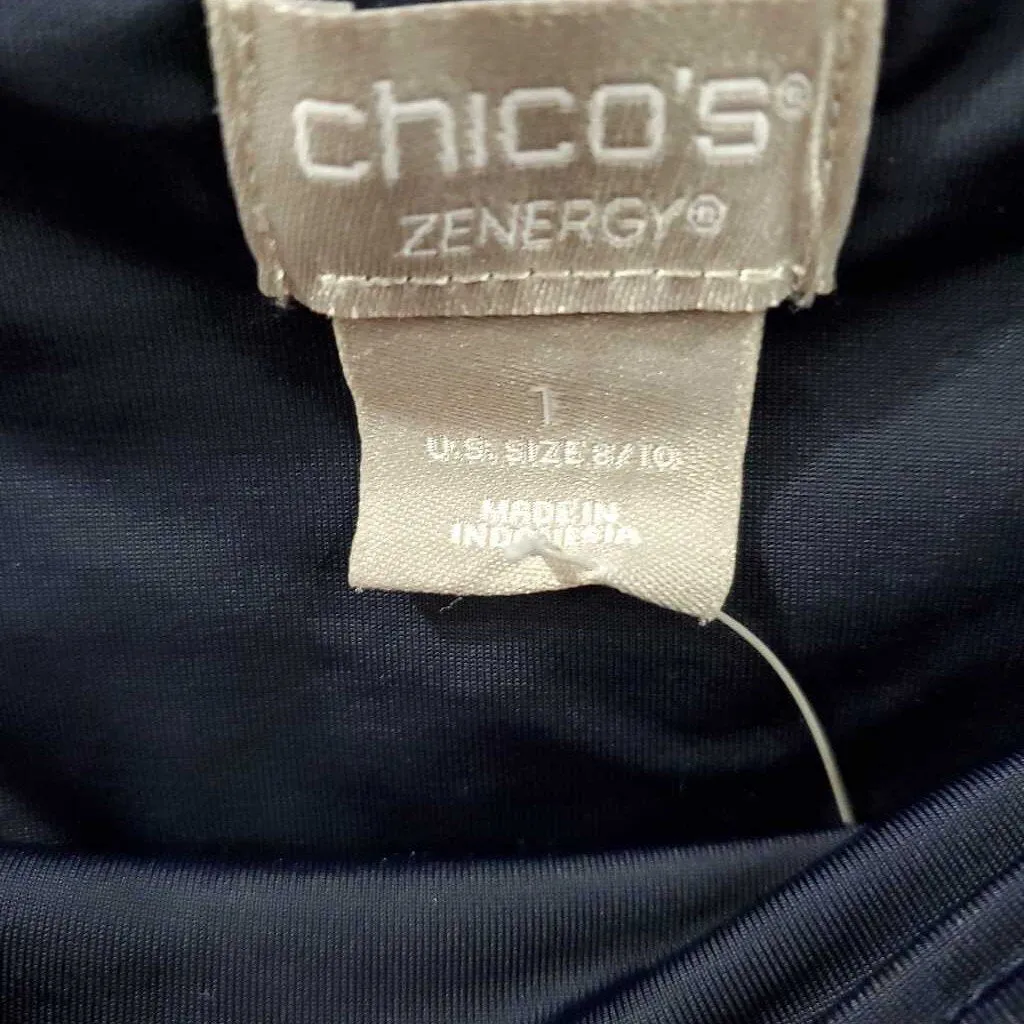 chico's®
ZENERGY®
1
U.S. SIZE 8/10
MADE IN
INDONESIA